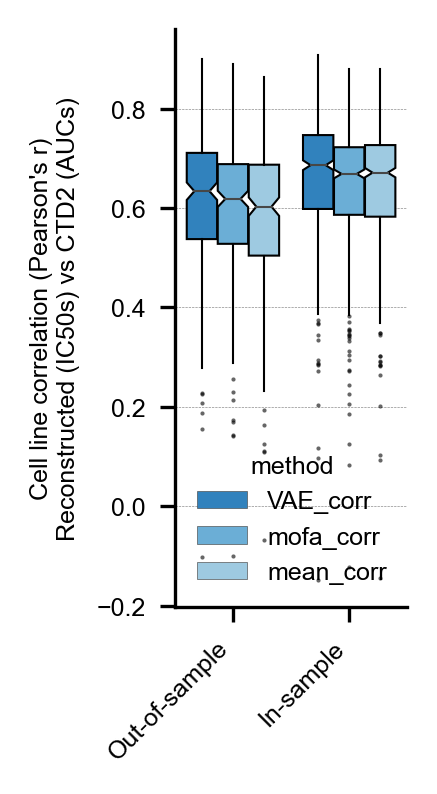 Cell line correlation (Pearson's r)
Reconstructed (IC50s) vs CTD2 (AUCs)
0.8
0.6
0.4
0.2
0.0
−0.2
method
VAE_corr
mofa_corr
mean_corr
Out-of-sample
In-sample